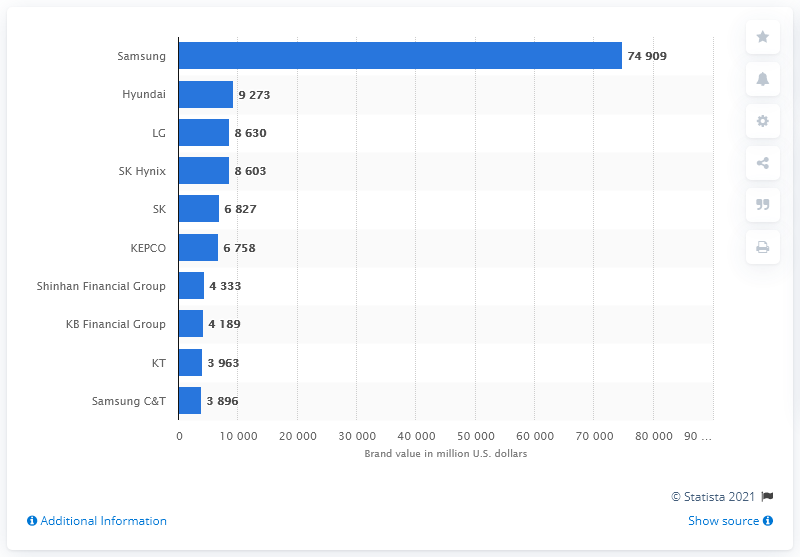 Samsung 74 909
Hyundai 9 273
LG 8 630
SK Hynix 8 603
SK 6 827
KEPCO 6 758
Shinhan Financial Group 4 333
KB Financial Group 4 189
KT 3 963
Samsung C&T 3 896
0 10 000 20 000 30 000 40 000 50 000 60 000 70 000 80 000 90 ...
Brand value in million U.S. dollars
© Statista 2021
Additional Information Show source